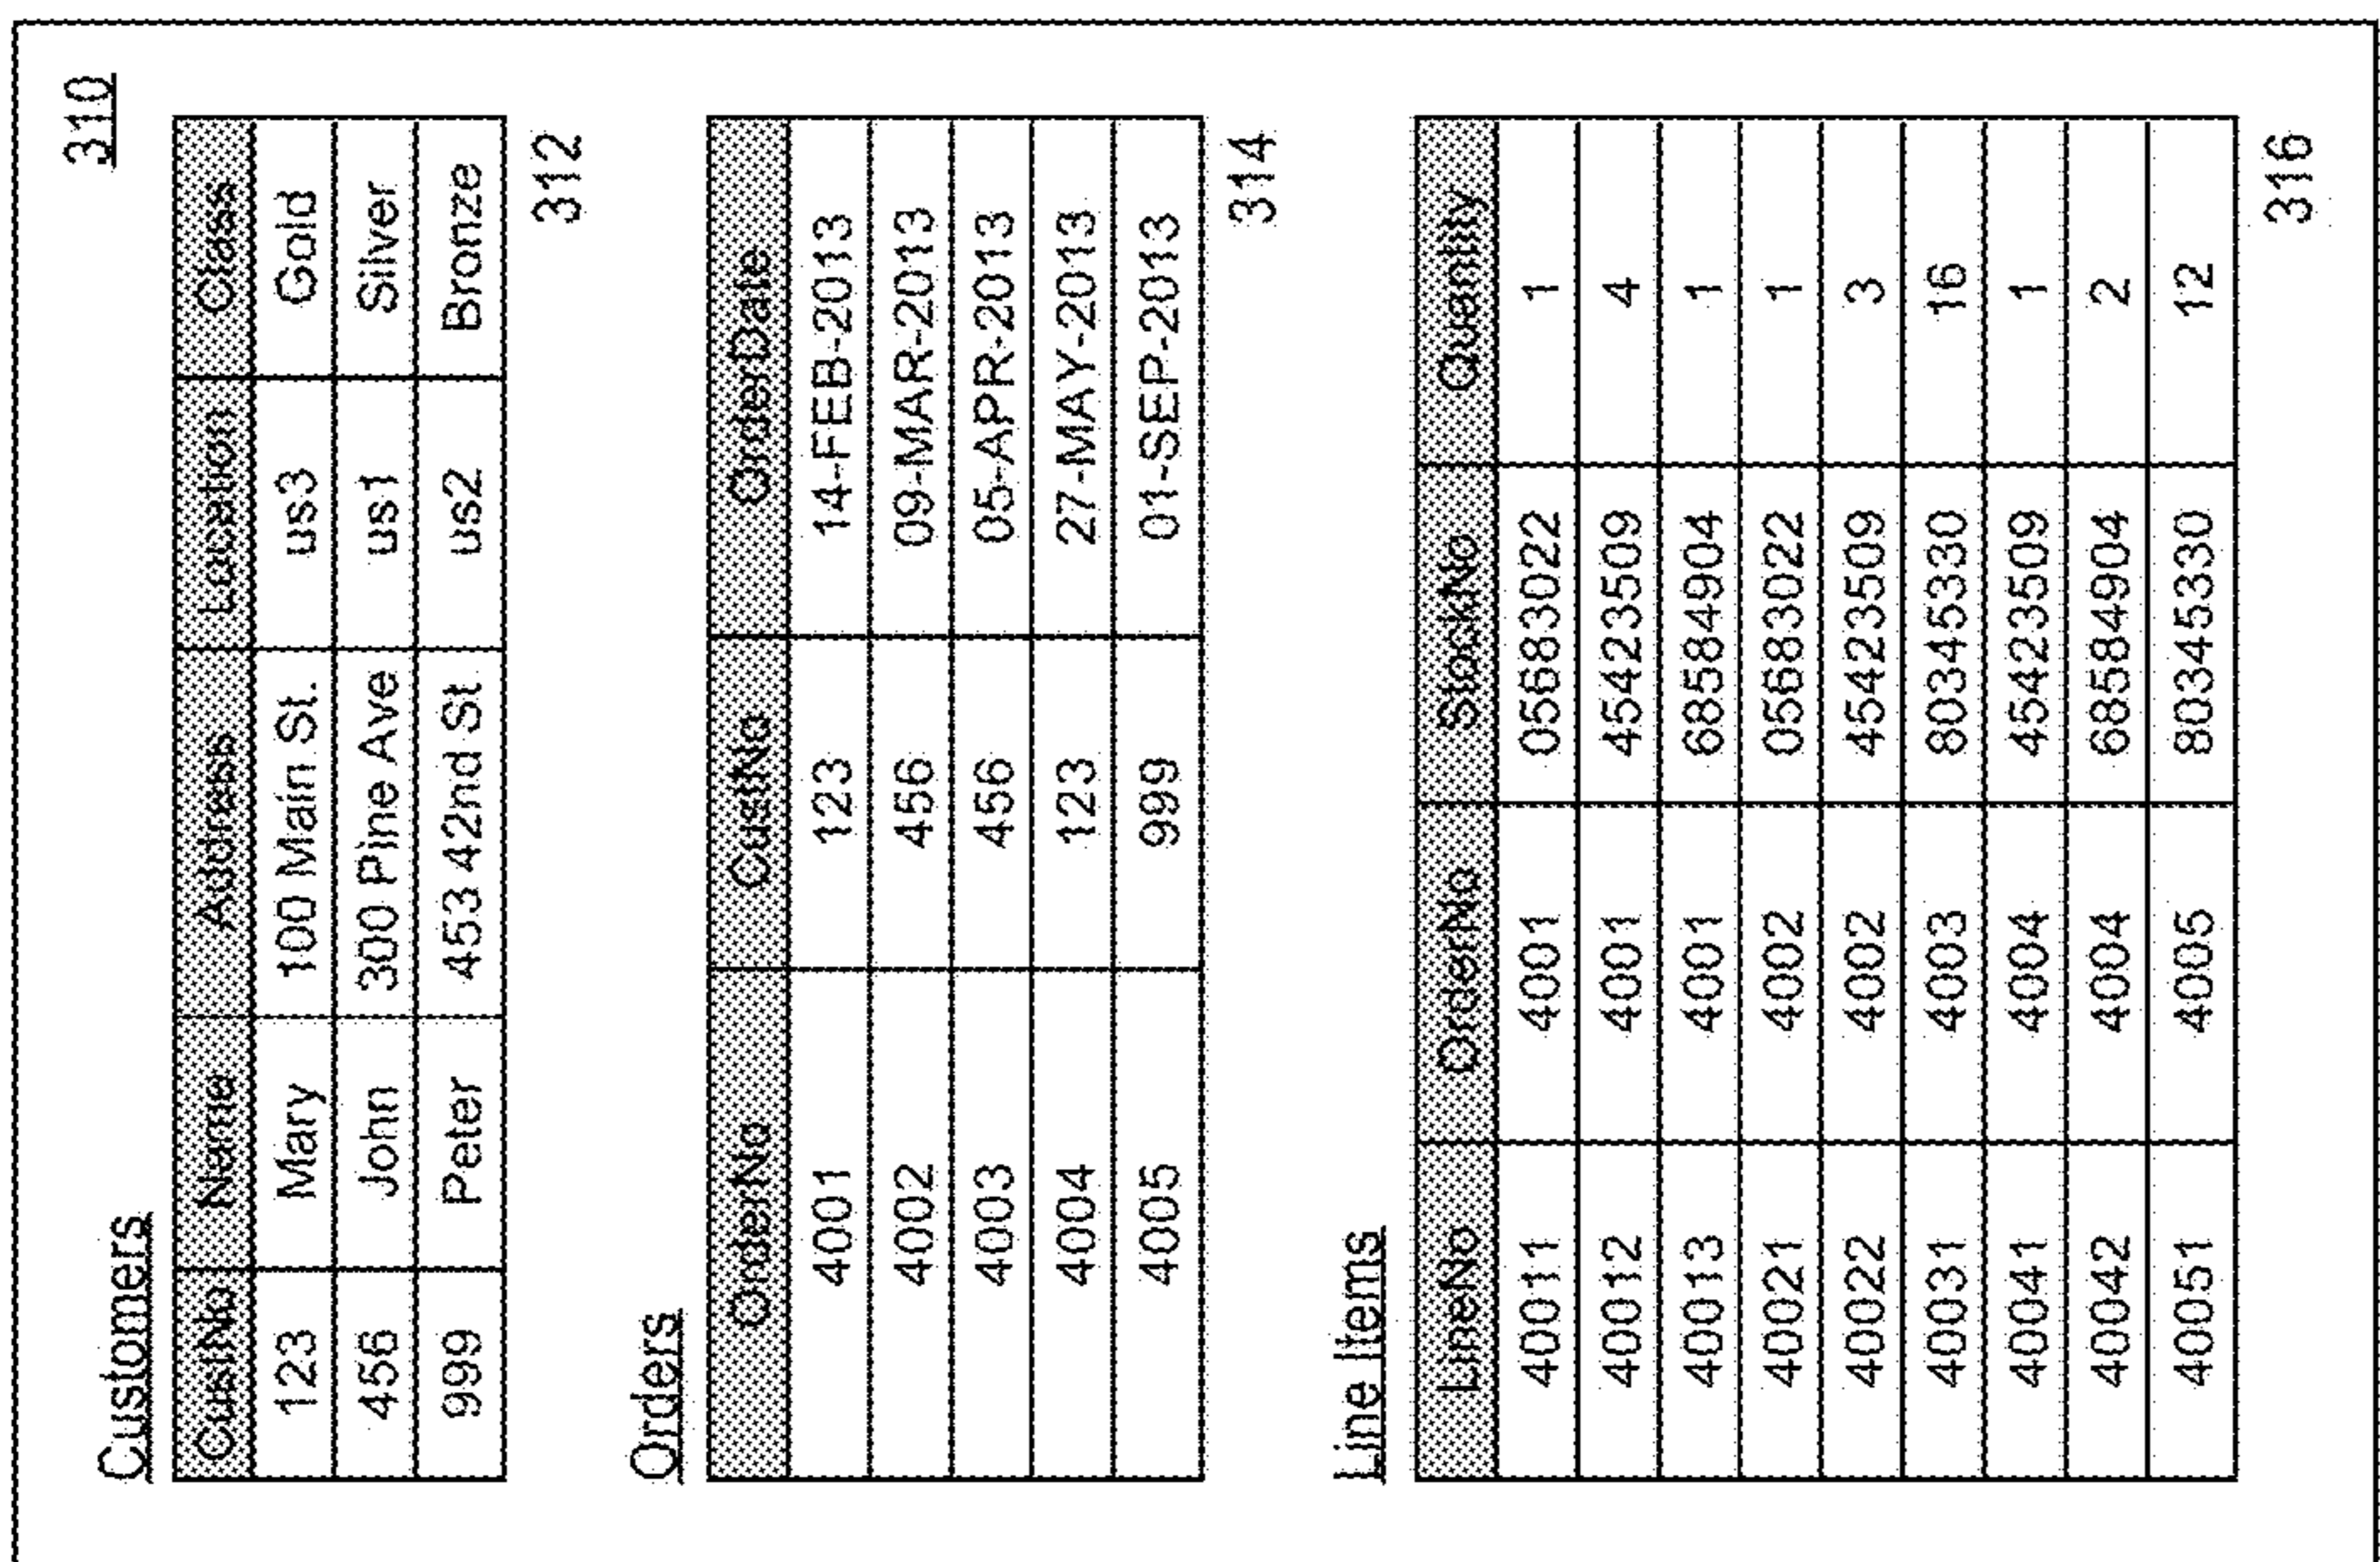 310
Customers
CustNo Name Address Location Class
123 Mary 100 Main St. us3 Gold
456 John 300 Pine Ave us1 Silver
999 Peter 453 42nd St us2 Bronze
312
Orders
OrderNo CustNo OrderDate
4001 123 14-FEB-2013
4002 456 09-MAR-2013
4003 456 05-APR-2013
4004 123 27-MAY-2013
4005 999 01-SEP-2013
314
Line Items
LineNo OrderNo StockNo Quantity
40011 4001 05683022 1
40012 4001 45423509 4
40013 4001 68584904 1
40021 4002 05683022 1
40022 4002 45423509 3
40031 4003 80345330 16
40041 4004 45423509 1
40042 4004 68584904 2
40051 4005 80345330 12
316